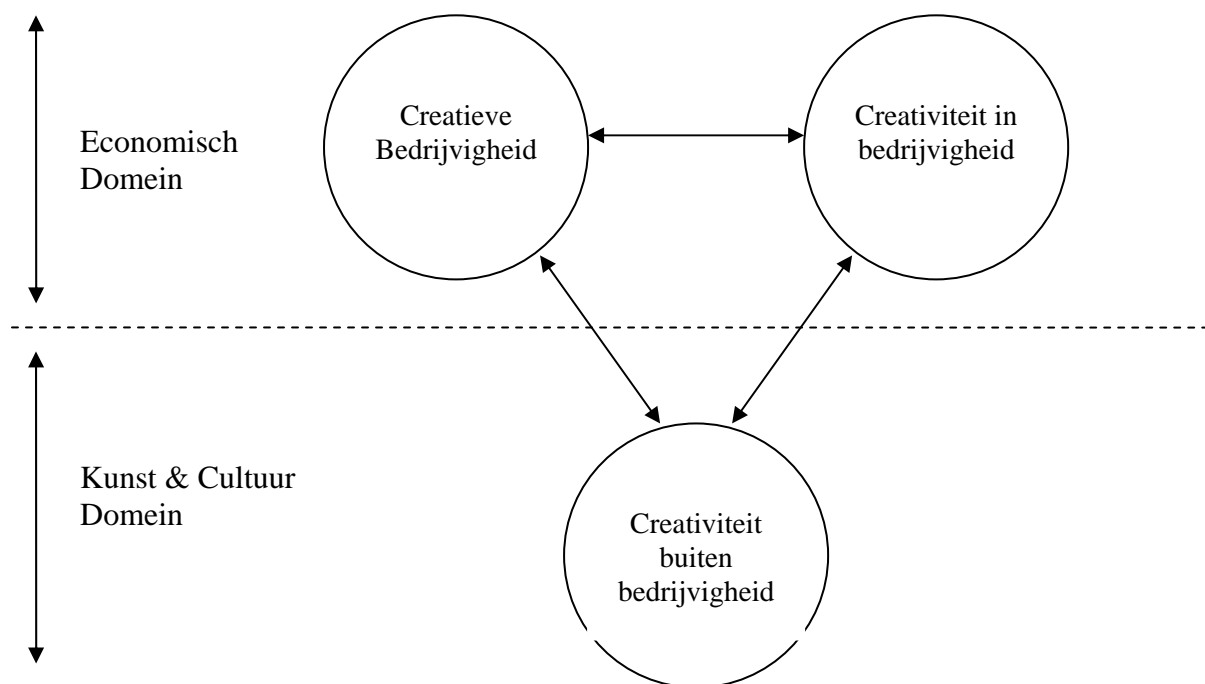 Creatieve
Bedrijvigheid
Creativiteit in
bedrijvigheid
Economisch
Domein
Kunst & Cultuur
Domein
Creativiteit
buiten
bedrijvigheid